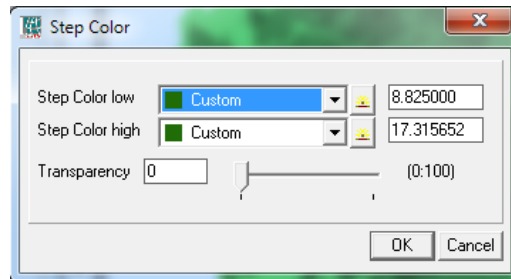 Step Color
Step Color low Custom 8.825000
Step Color high Custom 17.315652
Transparency 0 (0:100)
OK Cancel